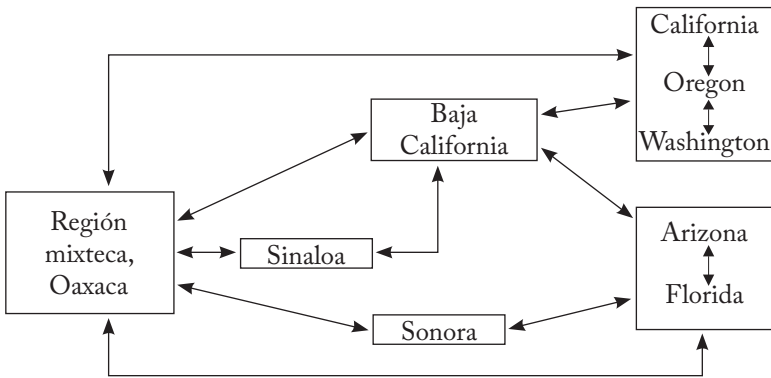 California
Oregon
Washington
Baja
California
Región
mixteca,
Oaxaca
Sinaloa
Arizona
Florida
Sonora